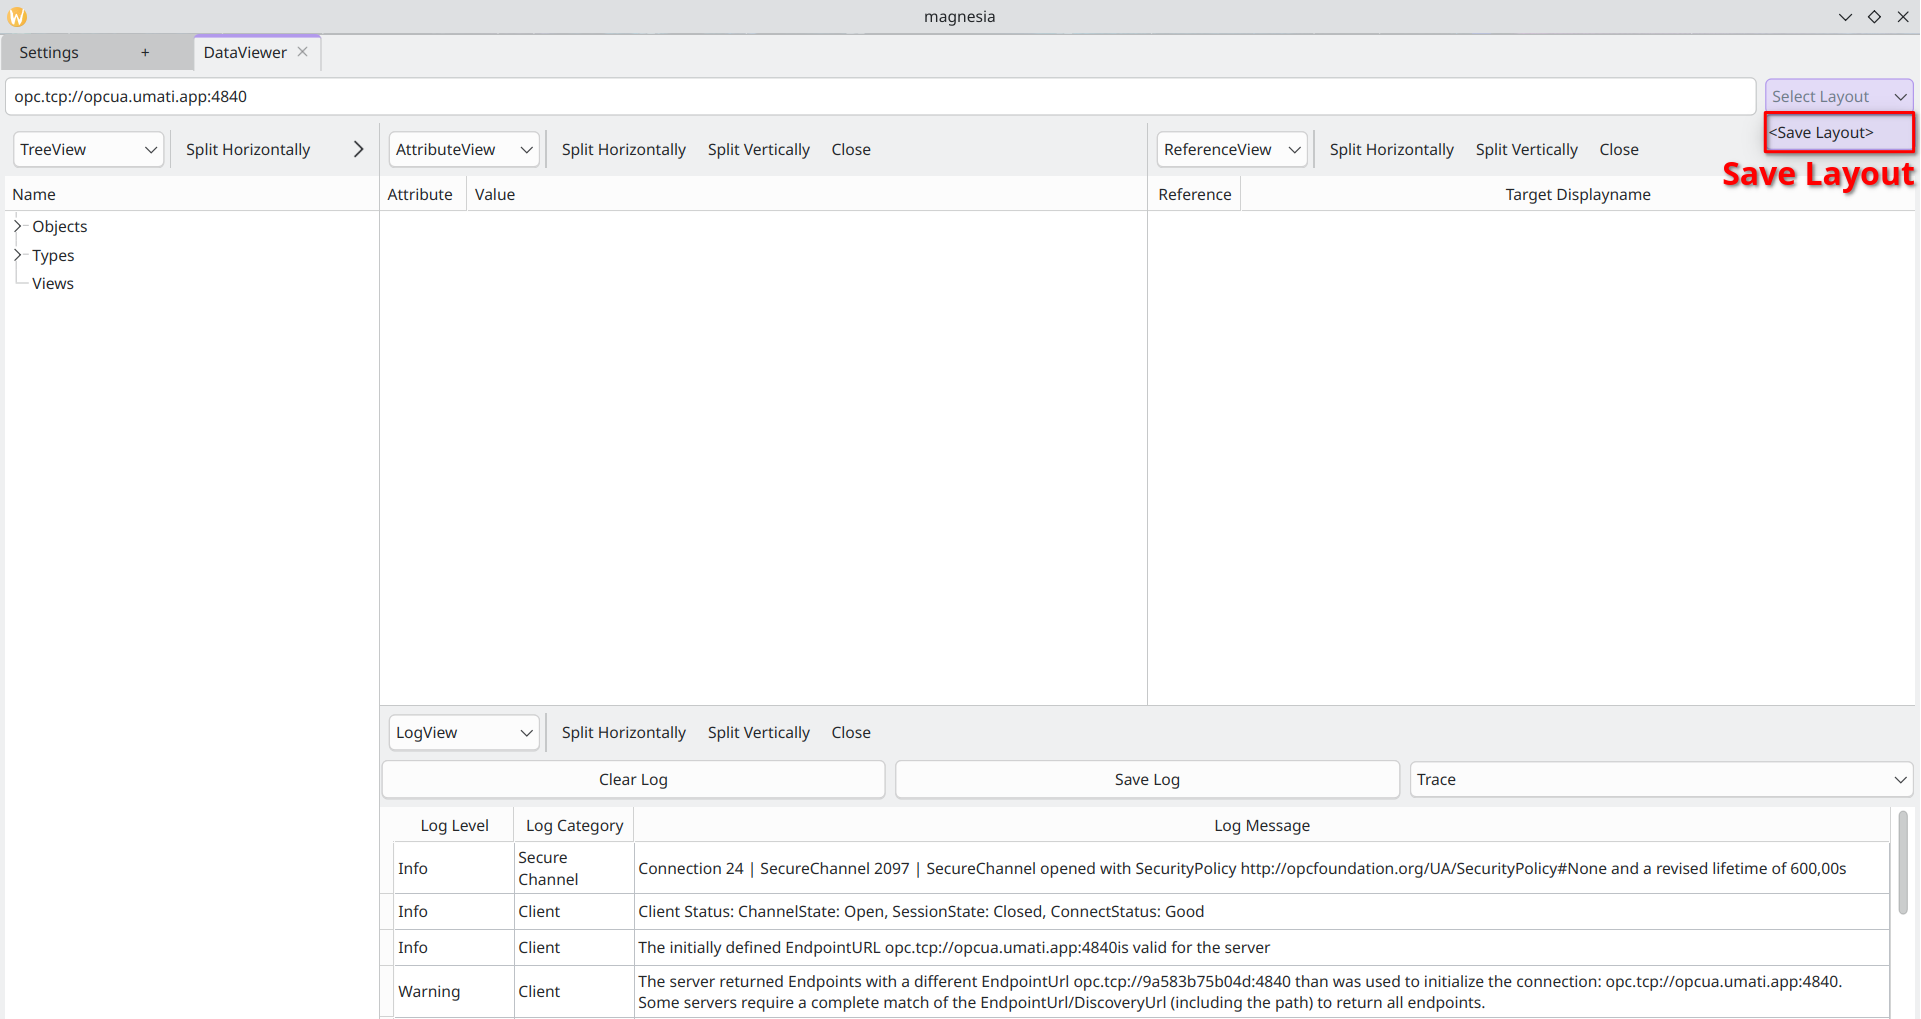 magnesia
Settings + DataViewer
opc.tcp://opcua.umati.app:4840 Select Layout
<Save Layout>
Save Layout
TreeView Split Horizontally AttributeView Split Horizontally Split Vertically Close ReferenceView Split Horizontally Split Vertically Close
Name Attribute Value Reference Target Displayname
Objects
Types
Views
LogView Split Horizontally Split Vertically Close
Clear Log Save Log Trace
Log Level Log Category Log Message
Info Secure Channel Connection 24 | SecureChannel 2097 | SecureChannel opened with SecurityPolicy http://opcfoundation.org/UA/SecurityPolicy#None and a revised lifetime of 600,00s
Info Client Client Status: ChannelState: Open, SessionState: Closed, ConnectStatus: Good
Info Client The initially defined EndpointURL opc.tcp://opcua.umati.app:4840is valid for the server
Warning Client The server returned Endpoints with a different EndpointUrl opc.tcp://9a583b75b04d:4840 than was used to initialize the connection: opc.tcp://opcua.umati.app:4840.
Some servers require a complete match of the EndpointUrl/DiscoveryUrl (including the path) to return all endpoints.